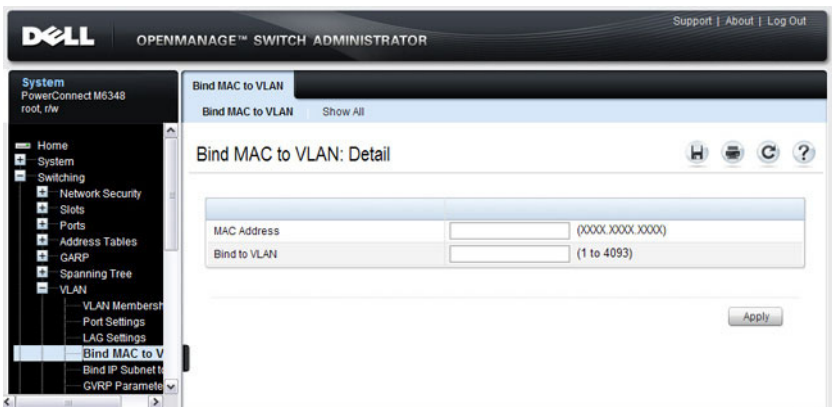 Support | About | Log Out
DELL OPENMANAGE™ SWITCH ADMINISTRATOR
System
PowerConnect M6348
root, r/w
Home
System
Switching
Network Security
Slots
Ports
Address Tables
GARP
Spanning Tree
VLAN
VLAN Membersh
Port Settings
LAG Settings
Bind MAC to V
Bind IP Subnet to
GVRP Paramete
Bind MAC to VLAN
Bind MAC to VLAN Show All
Bind MAC to VLAN: Detail
MAC Address (XXXX.XXXX.XXXX)
Bind to VLAN (1 to 4093)
Apply